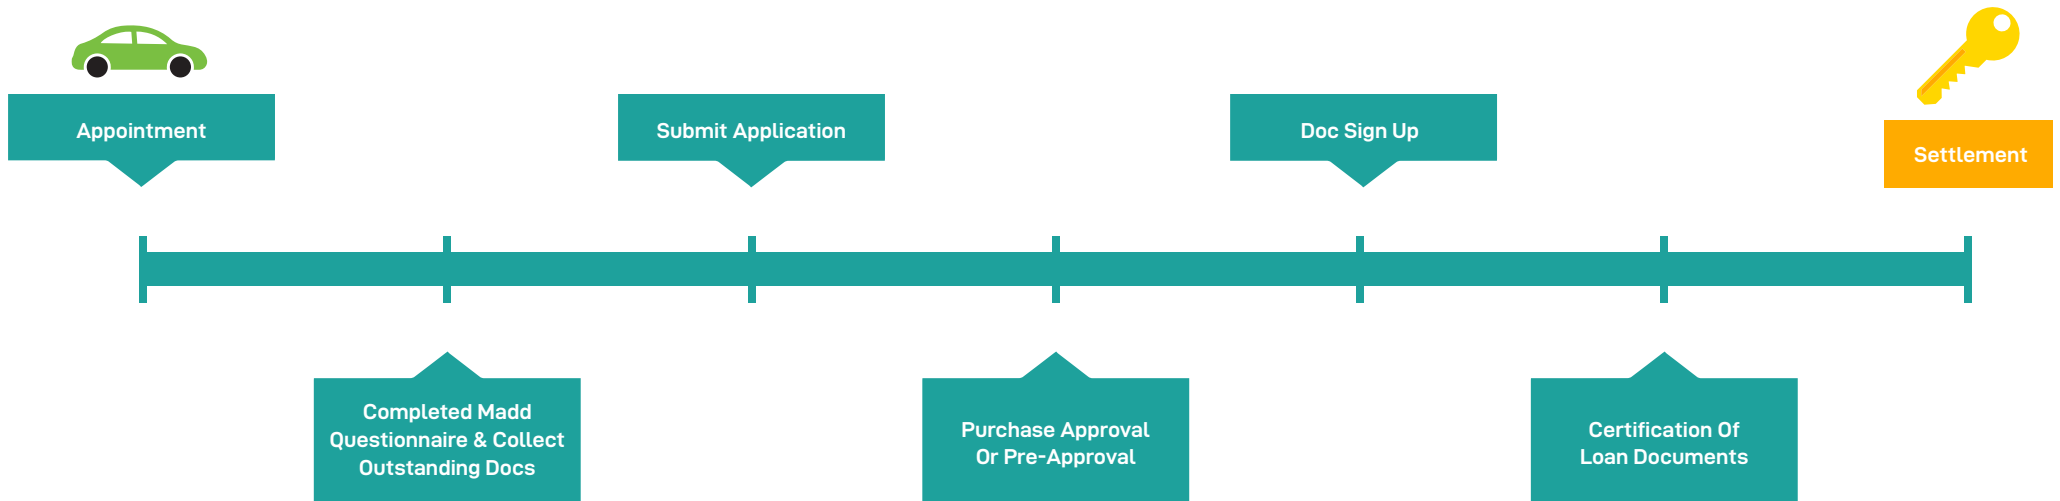 Appointment
Submit Application
Doc Sign Up
Settlement
Completed Madd
Questionnaire & Collect
Outstanding Docs
Purchase Approval
Or Pre-Approval
Certification Of
Loan Documents